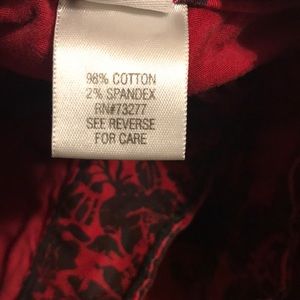 98% COTTON
2% SPANDEX
RN#73277
SEE REVERSE
FOR CARE